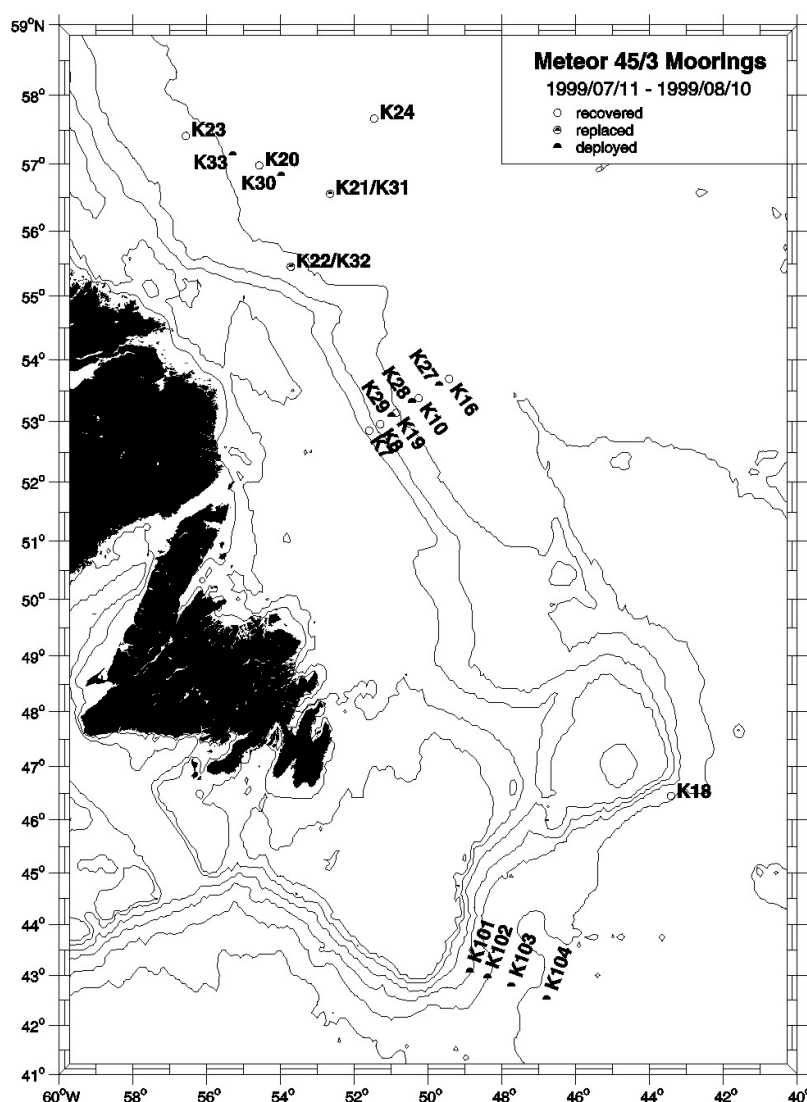 59°N
Meteor 45/3 Moorings
1999/07/11 - 1999/08/10
recovered
replaced
deployed
58°
K24
K23
57°
K33
K20
K30
K21/K31
56°
K22/K32
55°
54°
K27
K28
K16
K29
K10
53°
K19
K8
K7
52°
51°
50°
49°
48°
47°
K18
46°
45°
44°
K101
K102
K103
K104
43°
42°
41°
60°W
58°
56°
54°
52°
50°
48°
46°
44°
42°
40°